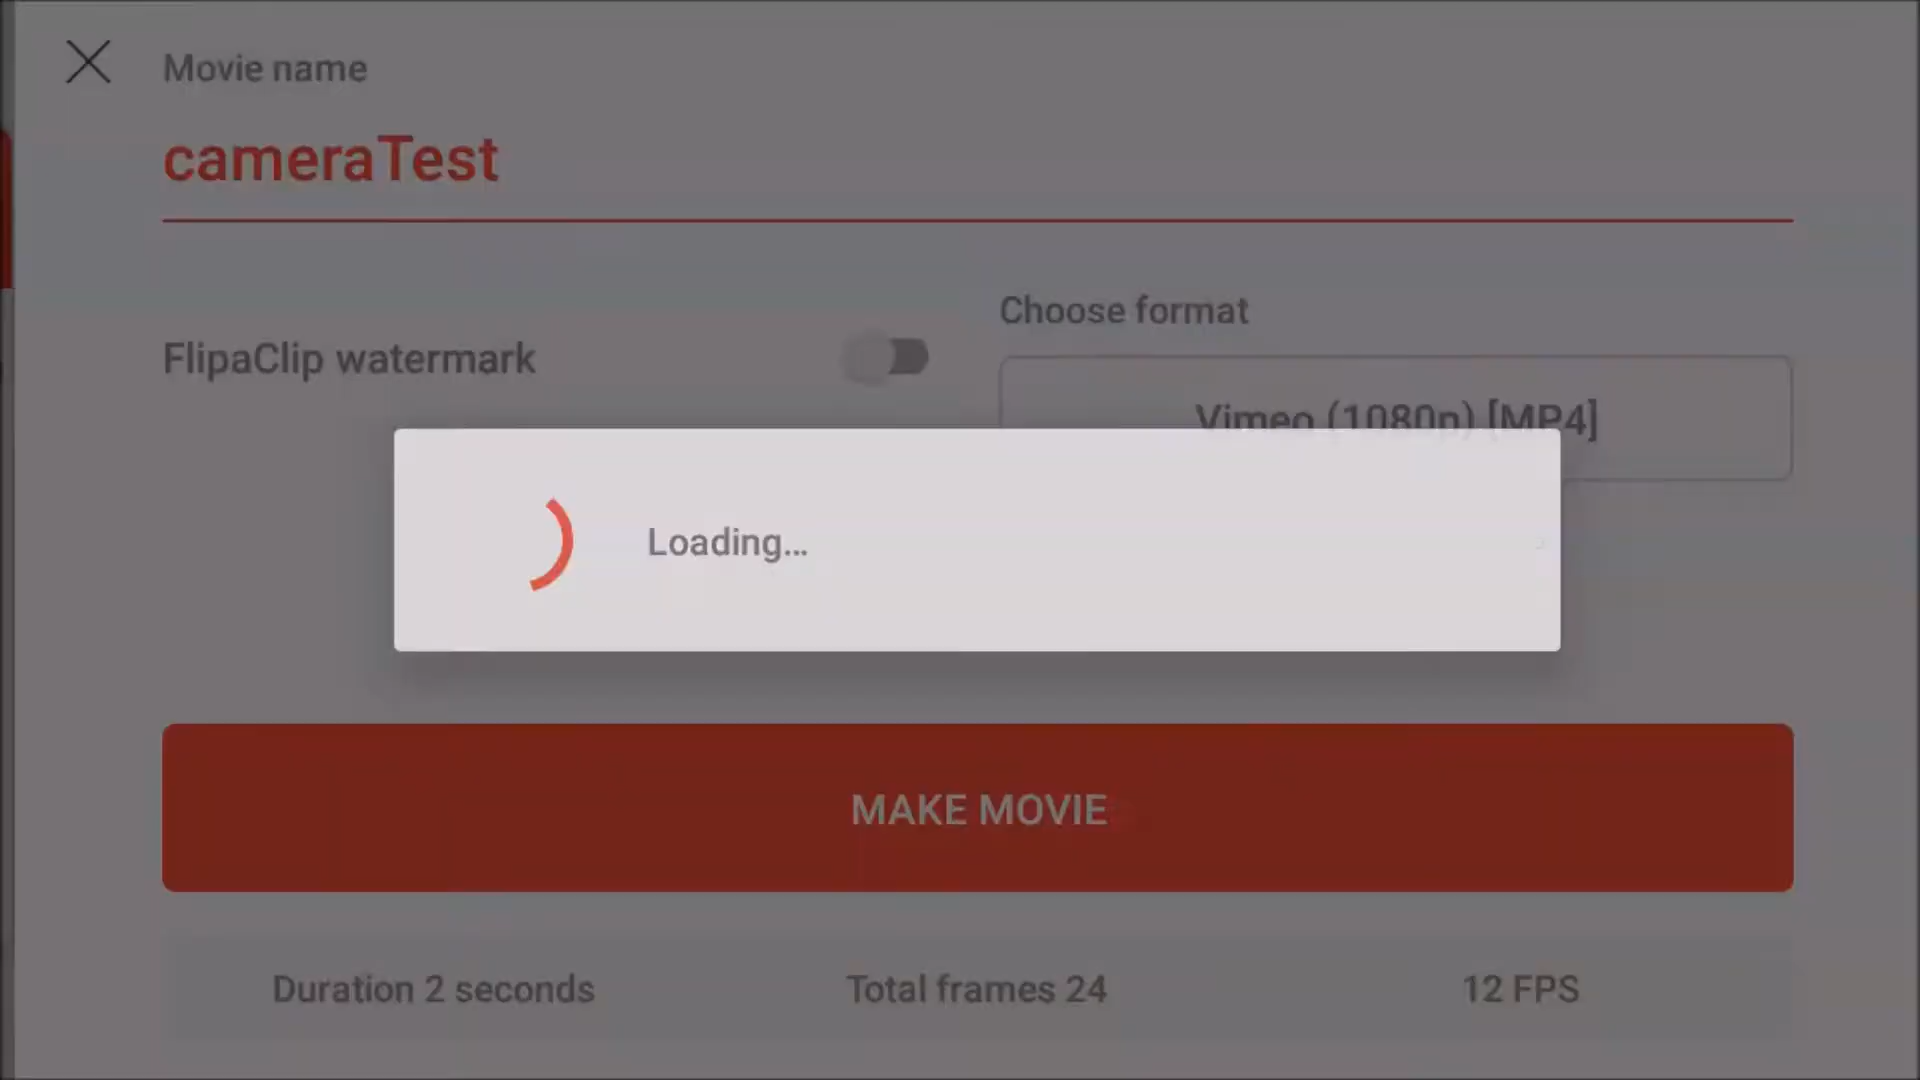 Movie name
cameraTest
FlipaClip watermark
Choose format
Vimeo (1080p) [MP4]
Loading...
MAKE MOVIE
Duration 2 seconds
Total frames 24
12 FPS